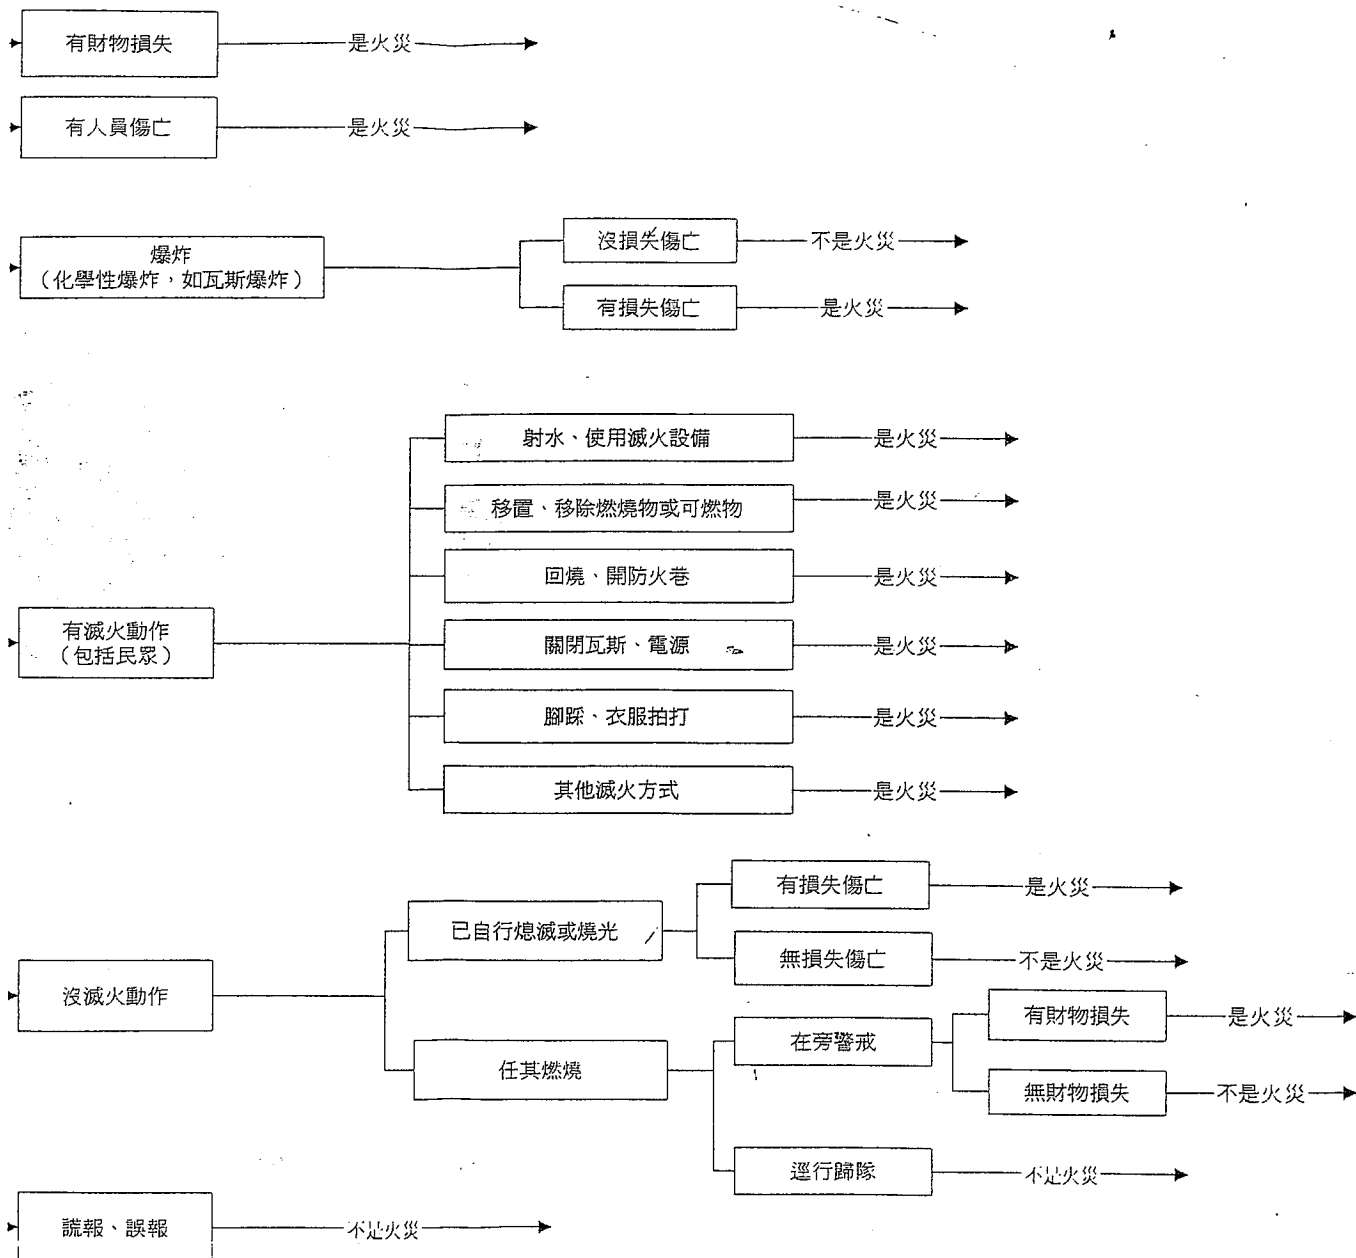 有財物損失 是火災
有人員傷亡 是火災
爆炸
（化學性爆炸，如瓦斯爆炸）
沒損失傷亡 不是火災
有損失傷亡 是火災
有滅火動作
（包括民眾）
射水、使用滅火設備 是火災
移置、移除燃燒物或可燃物 是火災
回燒、開防火巷 是火災
關閉瓦斯、電源 是火災
腳踩、衣服拍打 是火災
其他滅火方式 是火災
沒滅火動作
已自行熄滅或燒光
有損失傷亡 是火災
無損失傷亡 不是火災
任其燃燒
在旁警戒
有財物損失 是火災
無財物損失 不是火災
逕行歸隊 不是火災
謊報、誤報 不是火災